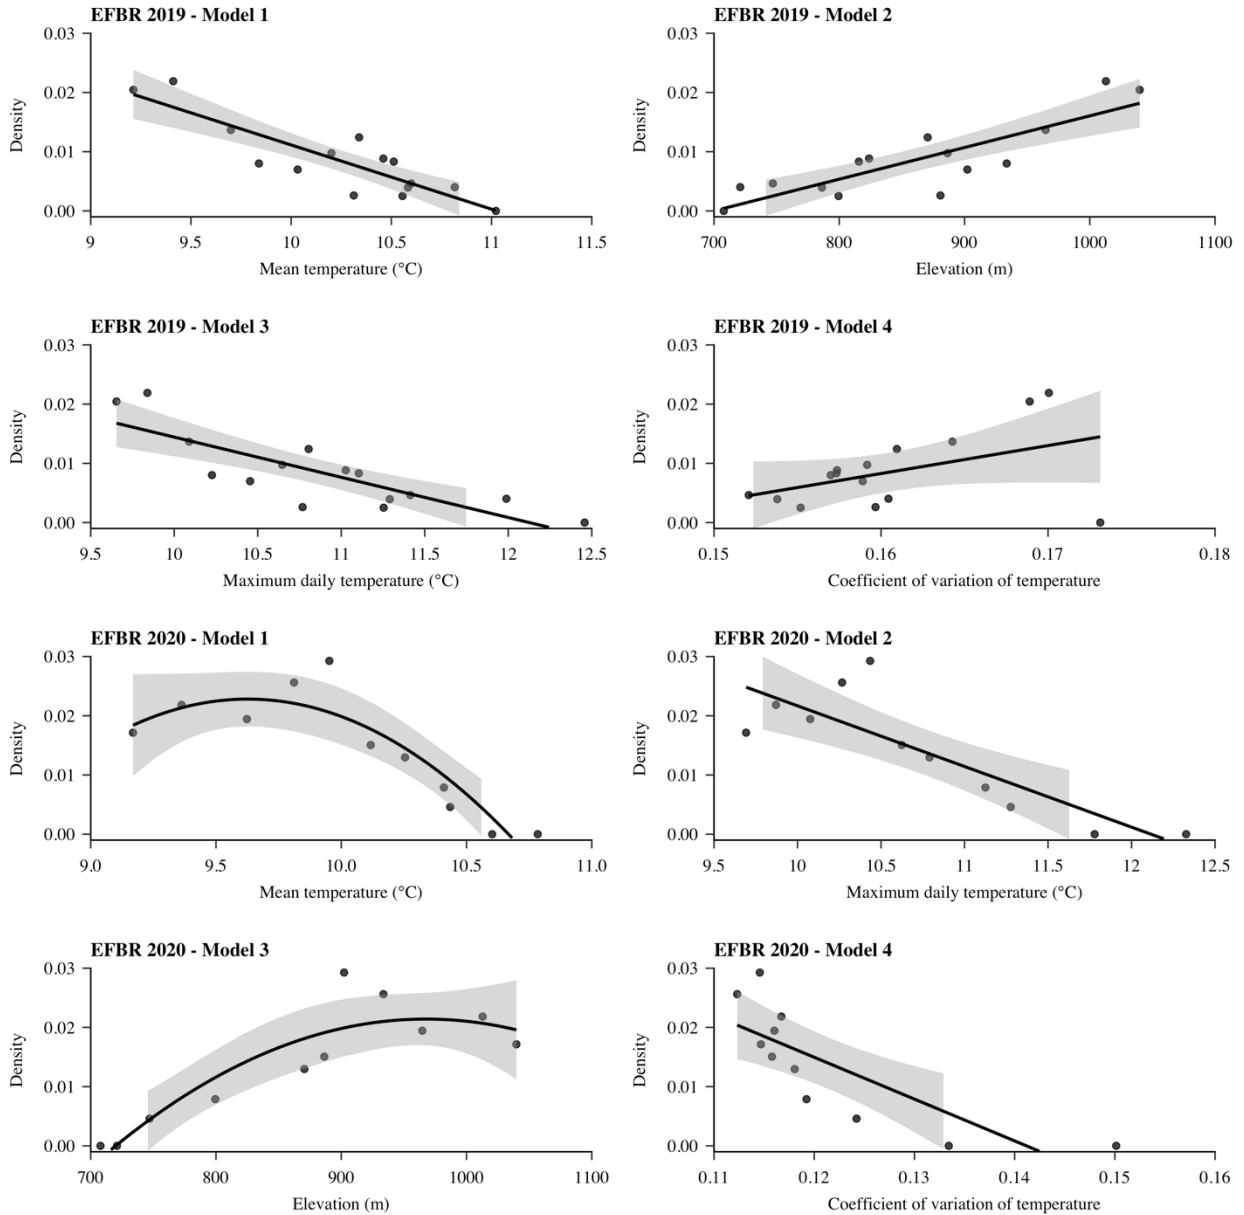 EFBR 2019 - Model 1
0.03
0.02
0.01
0.00
Density
9 9.5 10 10.5 11 11.5
Mean temperature (°C)
EFBR 2019 - Model 2
0.03
0.02
0.01
0.00
Density
700 800 900 1000 1100
Elevation (m)
EFBR 2019 - Model 3
0.03
0.02
0.01
0.00
Density
9.5 10 10.5 11 11.5 12 12.5
Maximum daily temperature (°C)
EFBR 2019 - Model 4
0.03
0.02
0.01
0.00
Density
0.15 0.16 0.17 0.18
Coefficient of variation of temperature
EFBR 2020 - Model 1
0.03
0.02
0.01
0.00
Density
9.0 9.5 10.0 10.5 11.0
Mean temperature (°C)
EFBR 2020 - Model 2
0.03
0.02
0.01
0.00
Density
9.5 10 10.5 11 11.5 12 12.5
Maximum daily temperature (°C)
EFBR 2020 - Model 3
0.03
0.02
0.01
0.00
Density
700 800 900 1000 1100
Elevation (m)
EFBR 2020 - Model 4
0.03
0.02
0.01
0.00
Density
0.11 0.12 0.13 0.14 0.15 0.16
Coefficient of variation of temperature